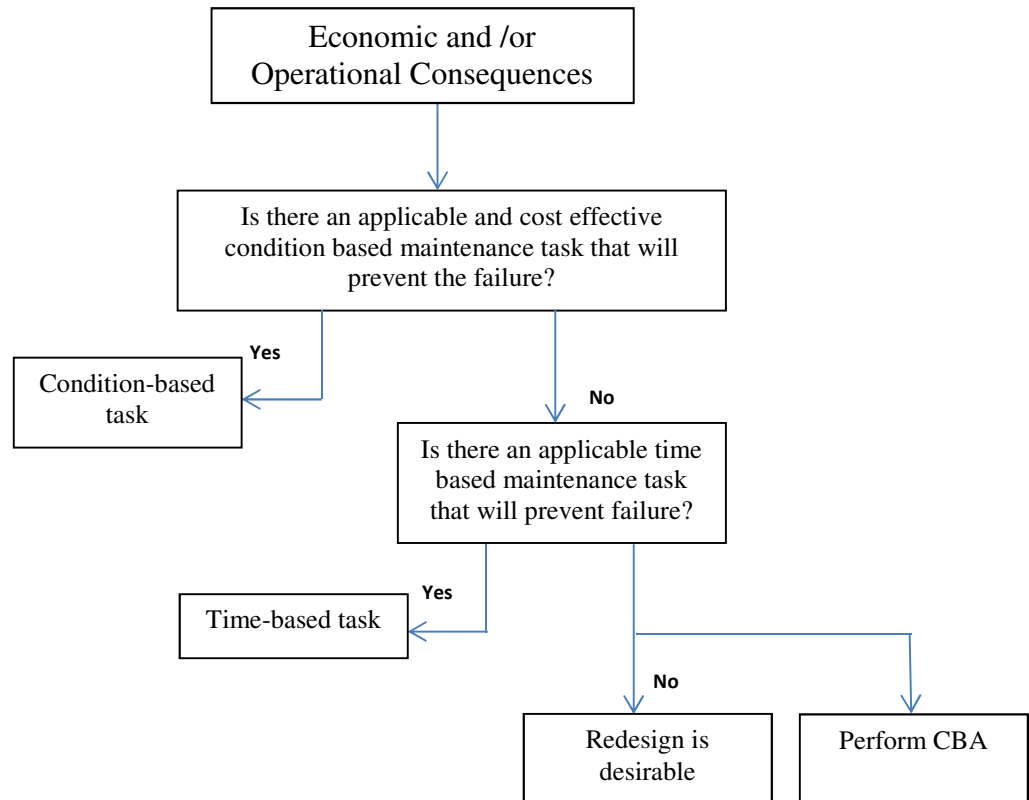 Economic and /or
Operational Consequences
Is there an applicable and cost effective
condition based maintenance task that will
prevent the failure?
Yes
Condition-based
task
No
Is there an applicable time
based maintenance task
that will prevent failure?
Yes
Time-based task
No
Redesign is
desirable
Perform CBA